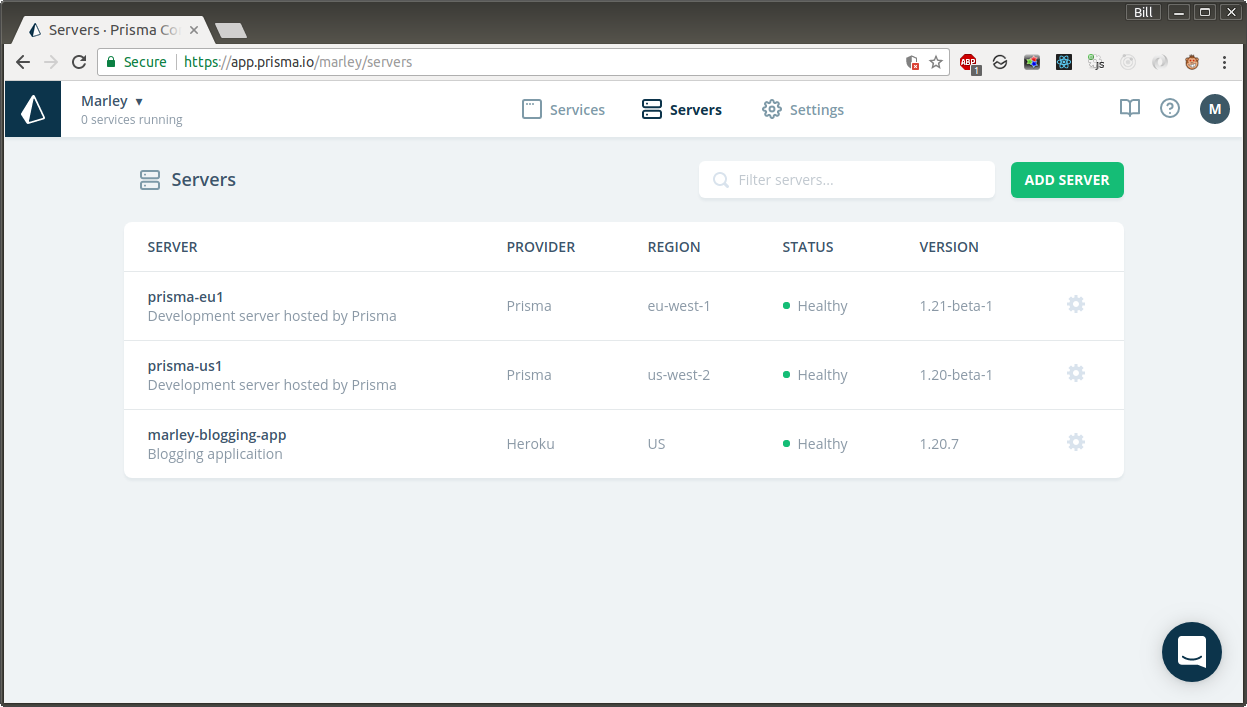 Bill
Servers · Prisma Co
Secure https://app.prisma.io/marley/servers
ABP 1 js
Marley ▾
0 services running
Services Servers Settings
M
Servers
Filter servers...
ADD SERVER
SERVER PROVIDER REGION STATUS VERSION
prisma-eu1
Development server hosted by Prisma
Prisma eu-west-1 Healthy 1.21-beta-1
prisma-us1
Development server hosted by Prisma
Prisma us-west-2 Healthy 1.20-beta-1
marley-blogging-app
Blogging applicaition
Heroku US Healthy 1.20.7